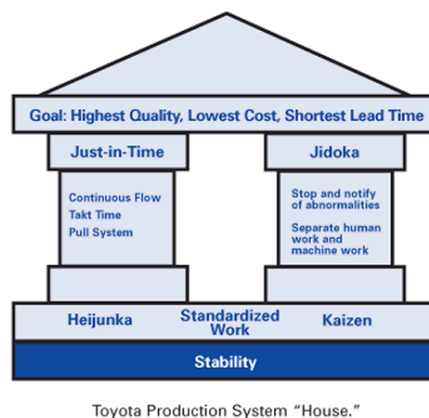 Goal: Highest Quality, Lowest Cost, Shortest Lead Time
Just-in-Time
Continuous Flow
Takt Time
Pull System
Jidoka
Stop and notify
of abnormalities
Separate human
work and
machine work
Heijunka
Standardized
Work
Kaizen
Stability
Toyota Production System “House.”